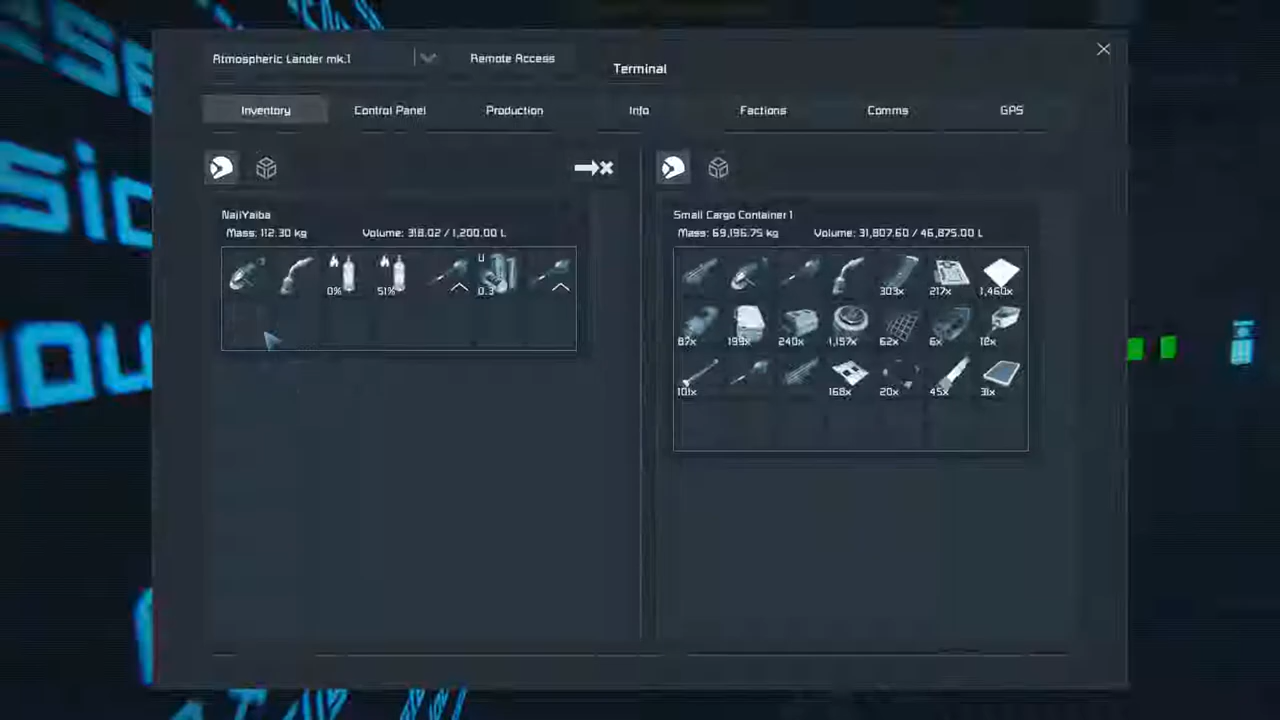 Atmospheric Lander mk.1
Remote Access
Terminal
Inventory
Control Panel
Production
Info
Factions
Comms
GPS
NajiYaiba
Mass: 112.30 kg
Volume: 318.02 / 1,200.00 L
0%
51%
U
0.3
Small Cargo Container 1
Mass: 69,196.75 kg
Volume: 31,807.60 / 46,875.00 L
303x
217x
1,460x
87x
199x
240x
1,157x
62x
6x
12x
101x
168x
20x
45x
31x